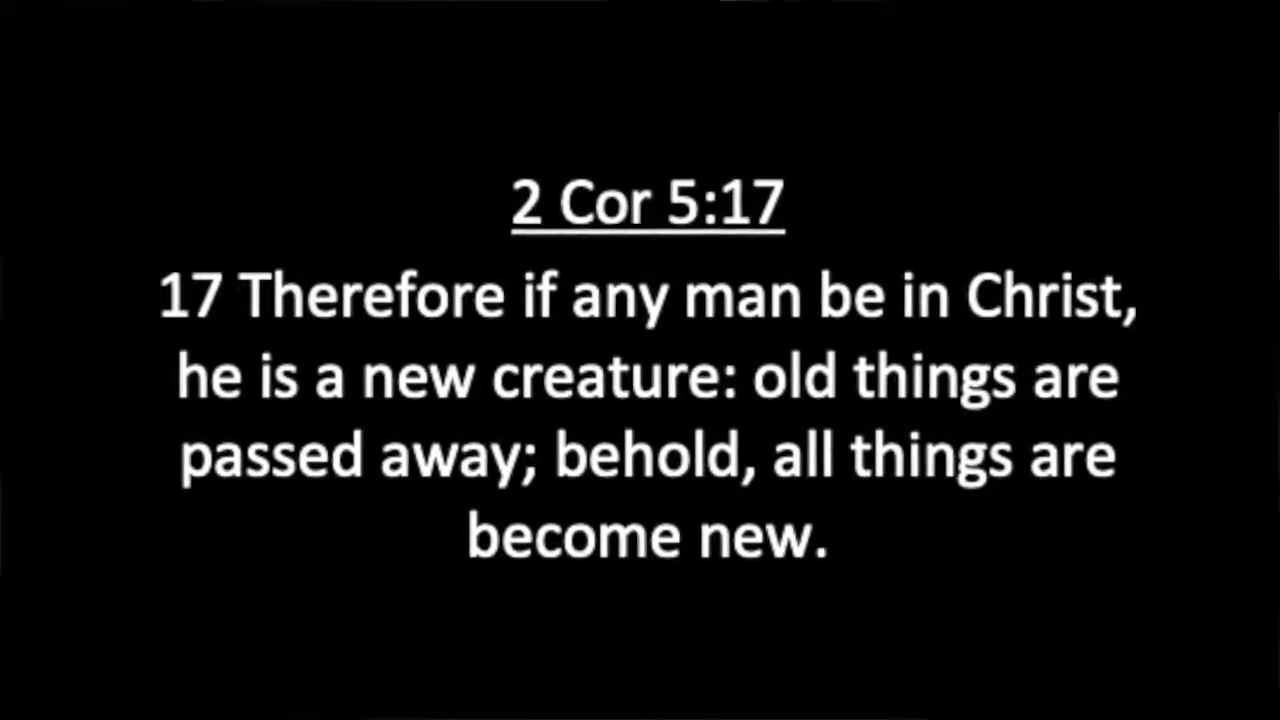 2 Cor 5:17
17 Therefore if any man be in Christ,
he is a new creature: old things are
passed away; behold, all things are
become new.